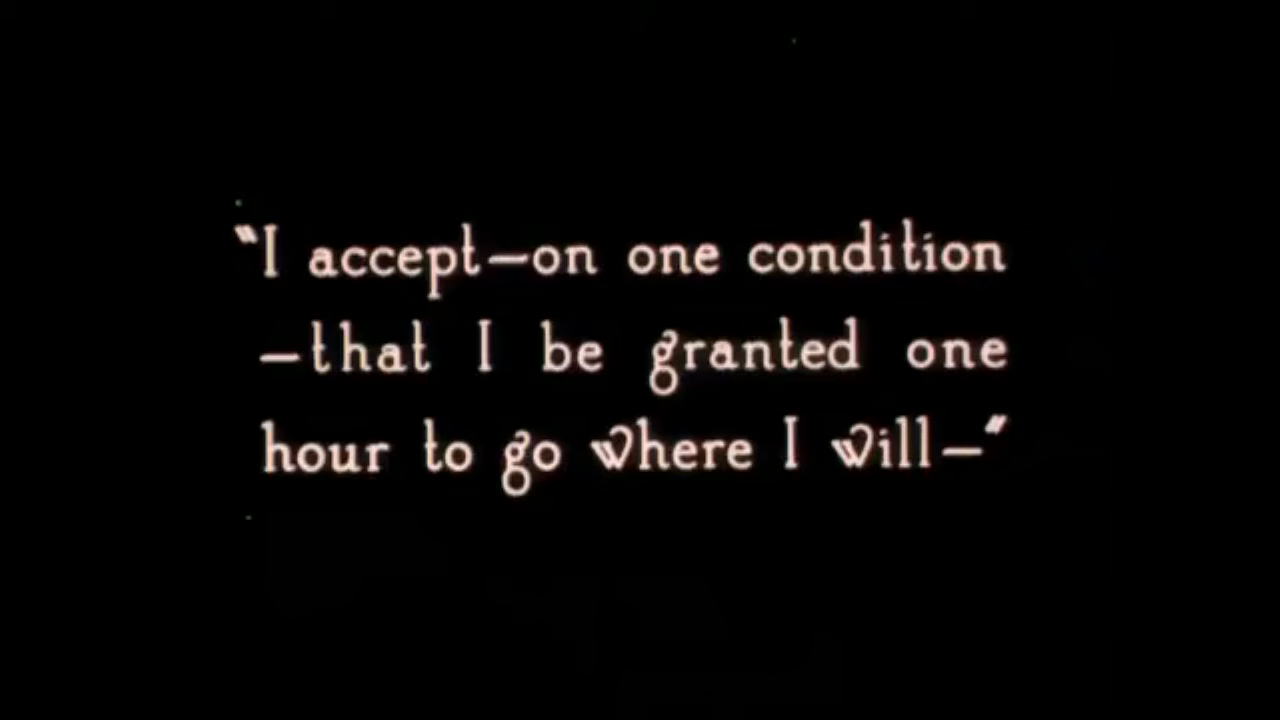 “I accept—on one condition
—that I be granted one
hour to go where I will—”